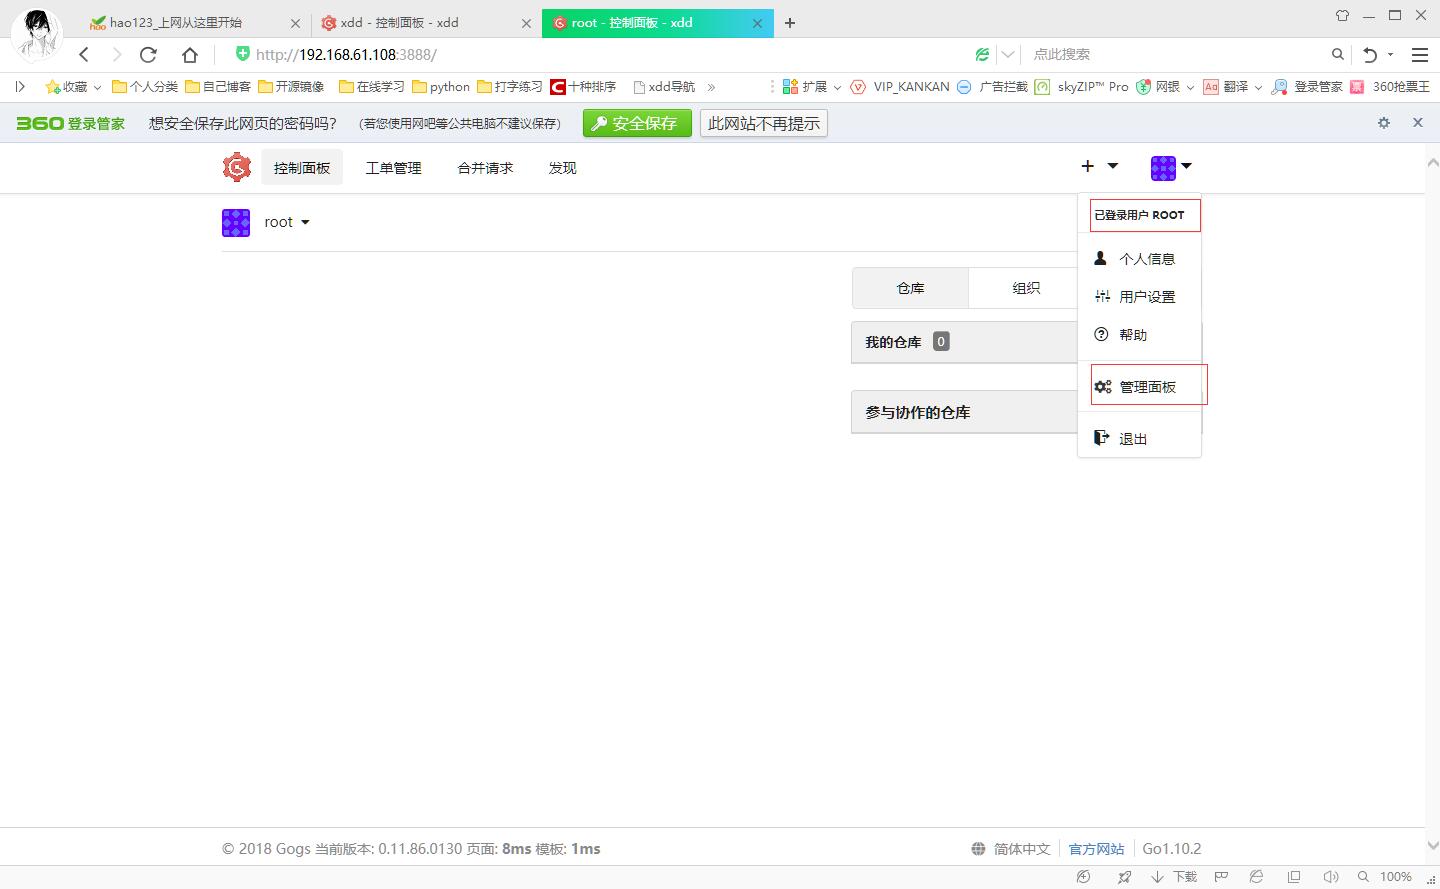 hao123_上网从这里开始
xdd - 控制面板 - xdd
root - 控制面板 - xdd
http://192.168.61.108:3888/
点此搜索
收藏 个人分类 自己博客 开源镜像 在线学习 python 打字练习 十种排序 xdd导航 » 扩展 VIP_KANKAN 广告拦截 skyZIP™ Pro 网银 翻译 登录管家 360抢票王
360 登录管家 想安全保存此网页的密码吗? (若您使用网吧等公共电脑不建议保存) 安全保存 此网站不再提示
控制面板 工单管理 合并请求 发现
root
已登录用户 ROOT
个人信息
用户设置
帮助
管理面板
退出
仓库 组织
我的仓库 0
参与协作的仓库
© 2018 Gogs 当前版本: 0.11.86.0130 页面: 8ms 模板: 1ms
简体中文 官方网站 Go1.10.2
下载 100%